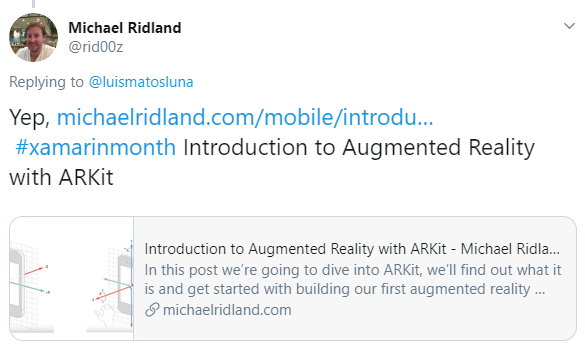 Michael Ridland
@rid00z
Replying to @luismatosluna
Yep, michaelridland.com/mobile/introdu...
#xamarinmonth Introduction to Augmented Reality
with ARKit
Introduction to Augmented Reality with ARKit - Michael Ridla...
In this post we're going to dive into ARKit, we'll find out what it
is and get started with building our first augmented reality ...
michaelridland.com